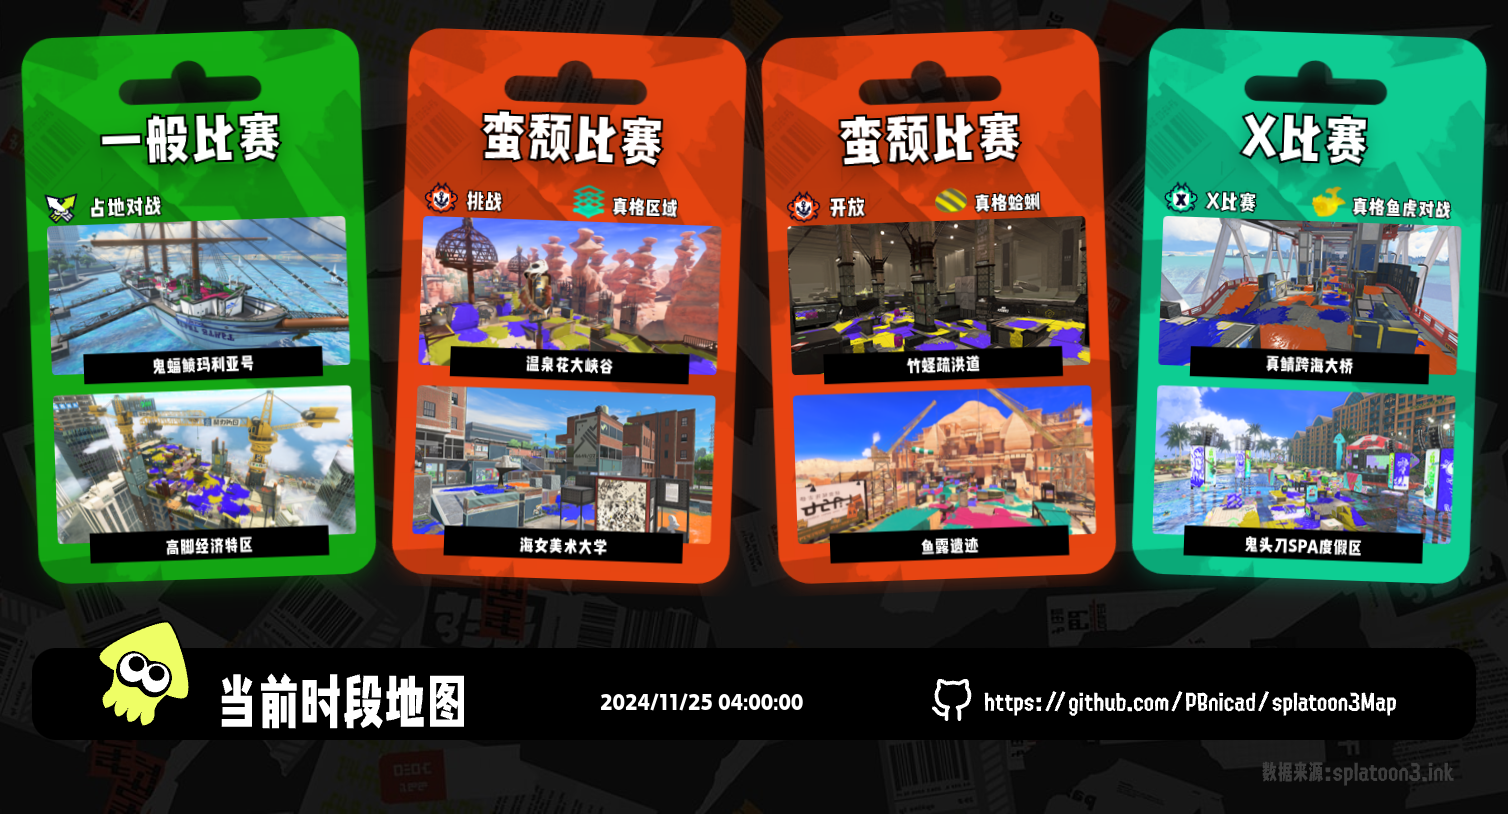 一般比赛
占地对战
鬼蝠鲼玛利亚号
高脚经济特区
蛮颓比赛
挑战
真格区域
温泉花大峡谷
海女美术大学
蛮颓比赛
开放
真格蛤蜊
竹蛏疏洪道
鱼露遗迹
X比赛
X比赛
真格鱼虎对战
真鲭跨海大桥
鬼头刀SPA度假区
当前时段地图
2024/11/25 04:00:00
https://github.com/PBnicad/splatoon3Map
数据来源:splatoon3.ink